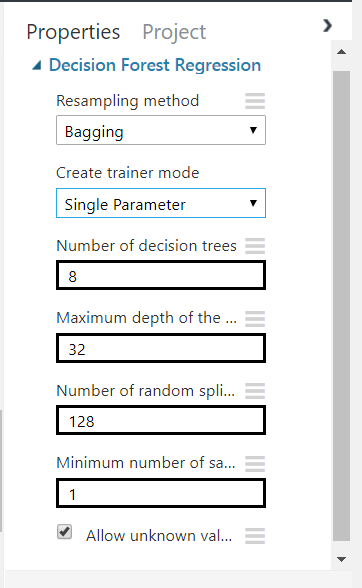 Properties Project
Decision Forest Regression
Resampling method
Bagging
Create trainer mode
Single Parameter
Number of decision trees
8
Maximum depth of the ...
32
Number of random spli...
128
Minimum number of sa...
1
Allow unknown val...